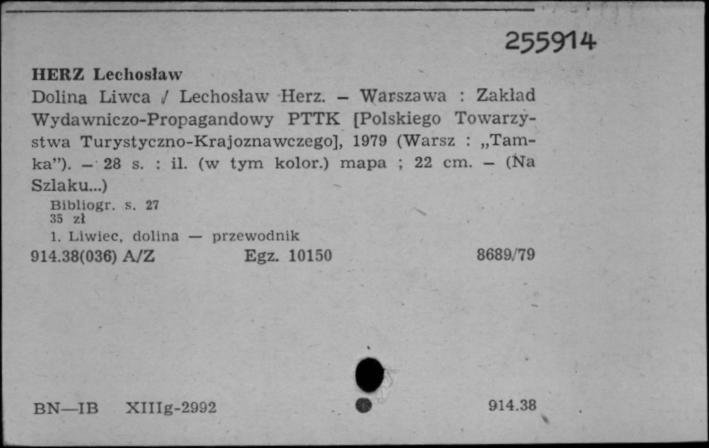 255914
HERZ Lechosław
Dolina Liwca / Lechosław Herz. — Warszawa : Zakład
Wydawniczo-Propagandowy PTTK [Polskiego Towarzy-
stwa Turystyczno-Krajoznawczego], 1979 (Warsz : „Tam-
ka”). — 28 s. : il. (w tym kolor.) mapa ; 22 cm. — (Na
Szlaku...)
Bibliogr. s. 27
35 zł
1. Liwiec, dolina — przewodnik
914.38(036) A/Z Egz. 10150 8689/79
BN—IB XIIIg-2992 914.38